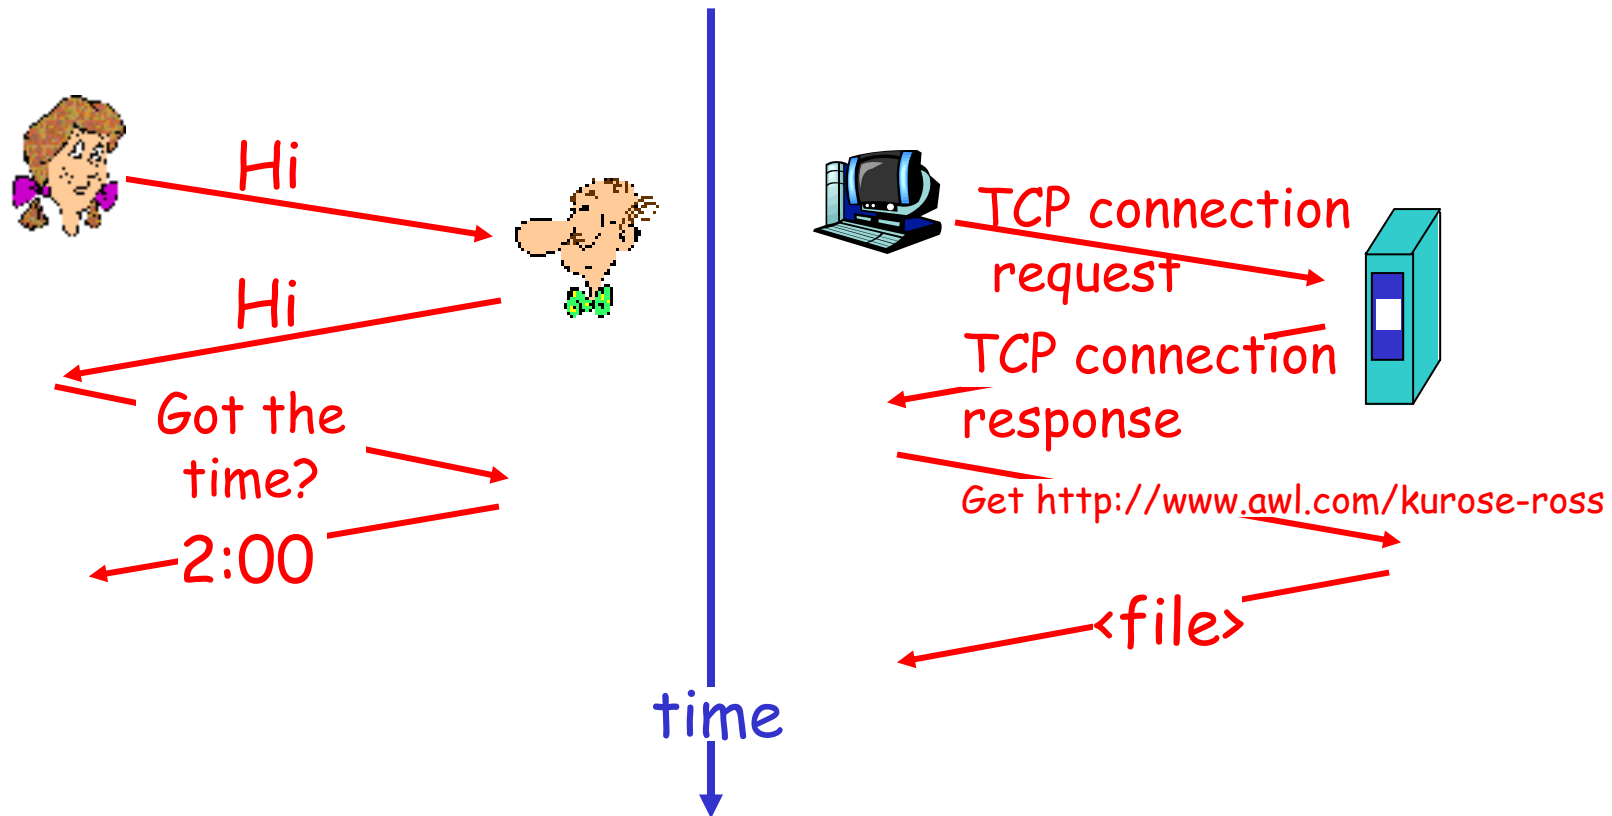 Hi
Hi
Got the
time?
2:00
time
TCP connection
request
TCP connection
response
Get http://www.awl.com/kurose-ross
<file>